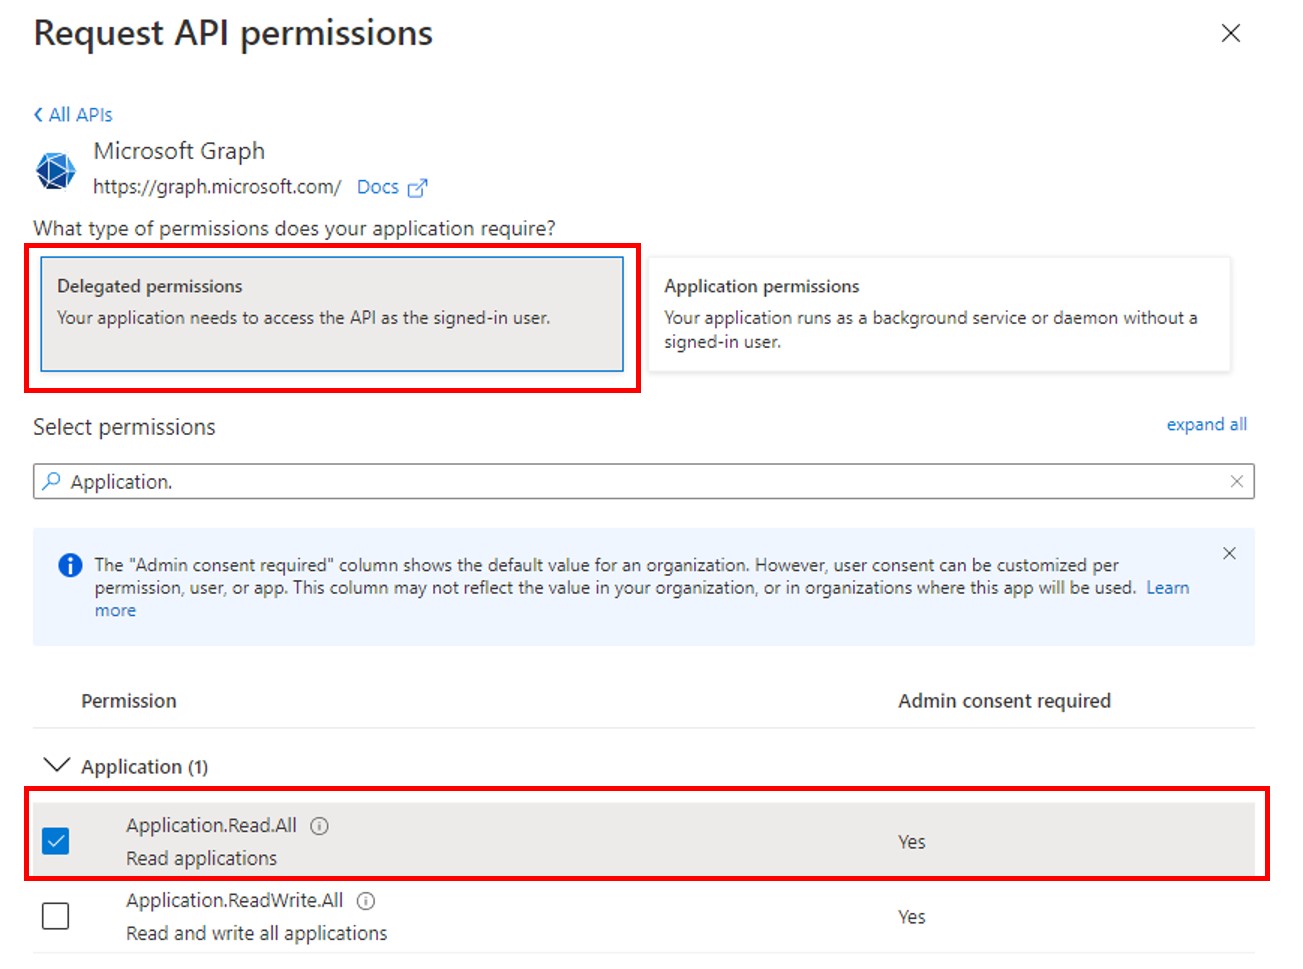 Request API permissions
All APIs
Microsoft Graph
https://graph.microsoft.com/ Docs
What type of permissions does your application require?
Delegated permissions
Your application needs to access the API as the signed-in user.
Application permissions
Your application runs as a background service or daemon without a
signed-in user.
Select permissions
expand all
Application.
The "Admin consent required" column shows the default value for an organization. However, user consent can be customized per
permission, user, or app. This column may not reflect the value in your organization, or in organizations where this app will be used. Learn
more
Permission Admin consent required
Application (1)
Application.Read.All
Read applications
Yes
Application.ReadWrite.All
Read and write all applications
Yes